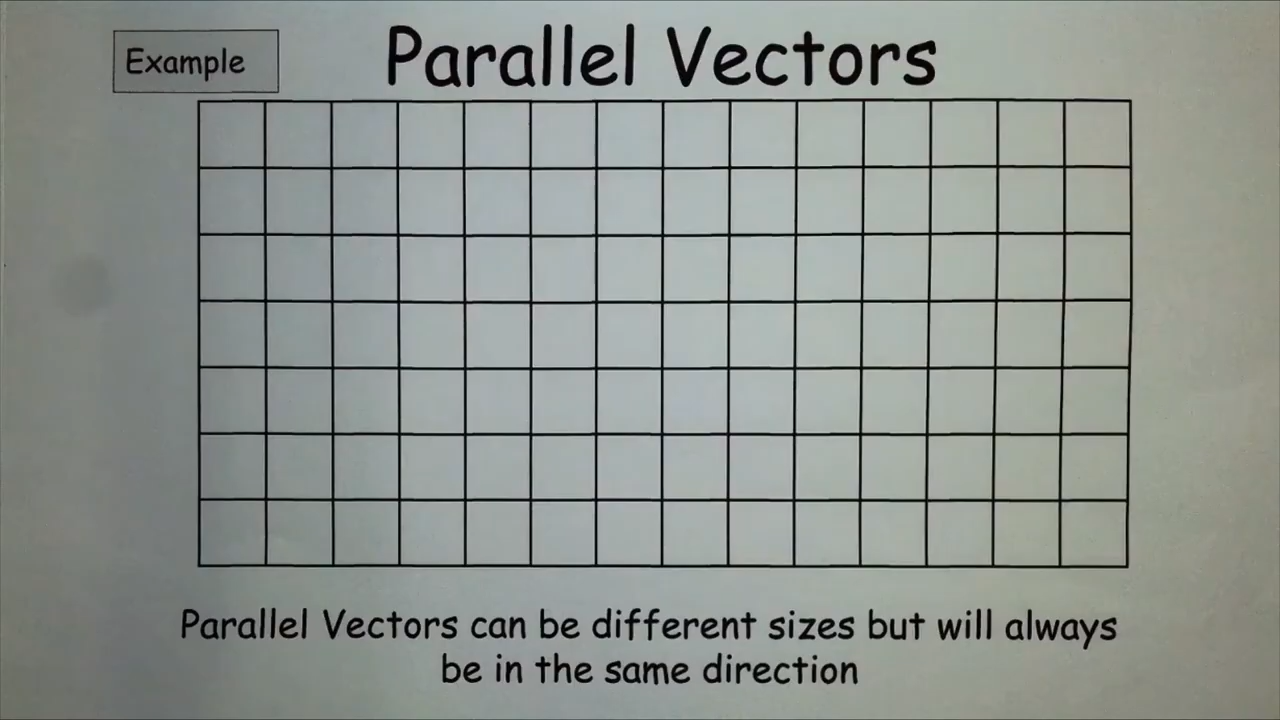 Example
Parallel Vectors
Parallel Vectors can be different sizes but will always
be in the same direction